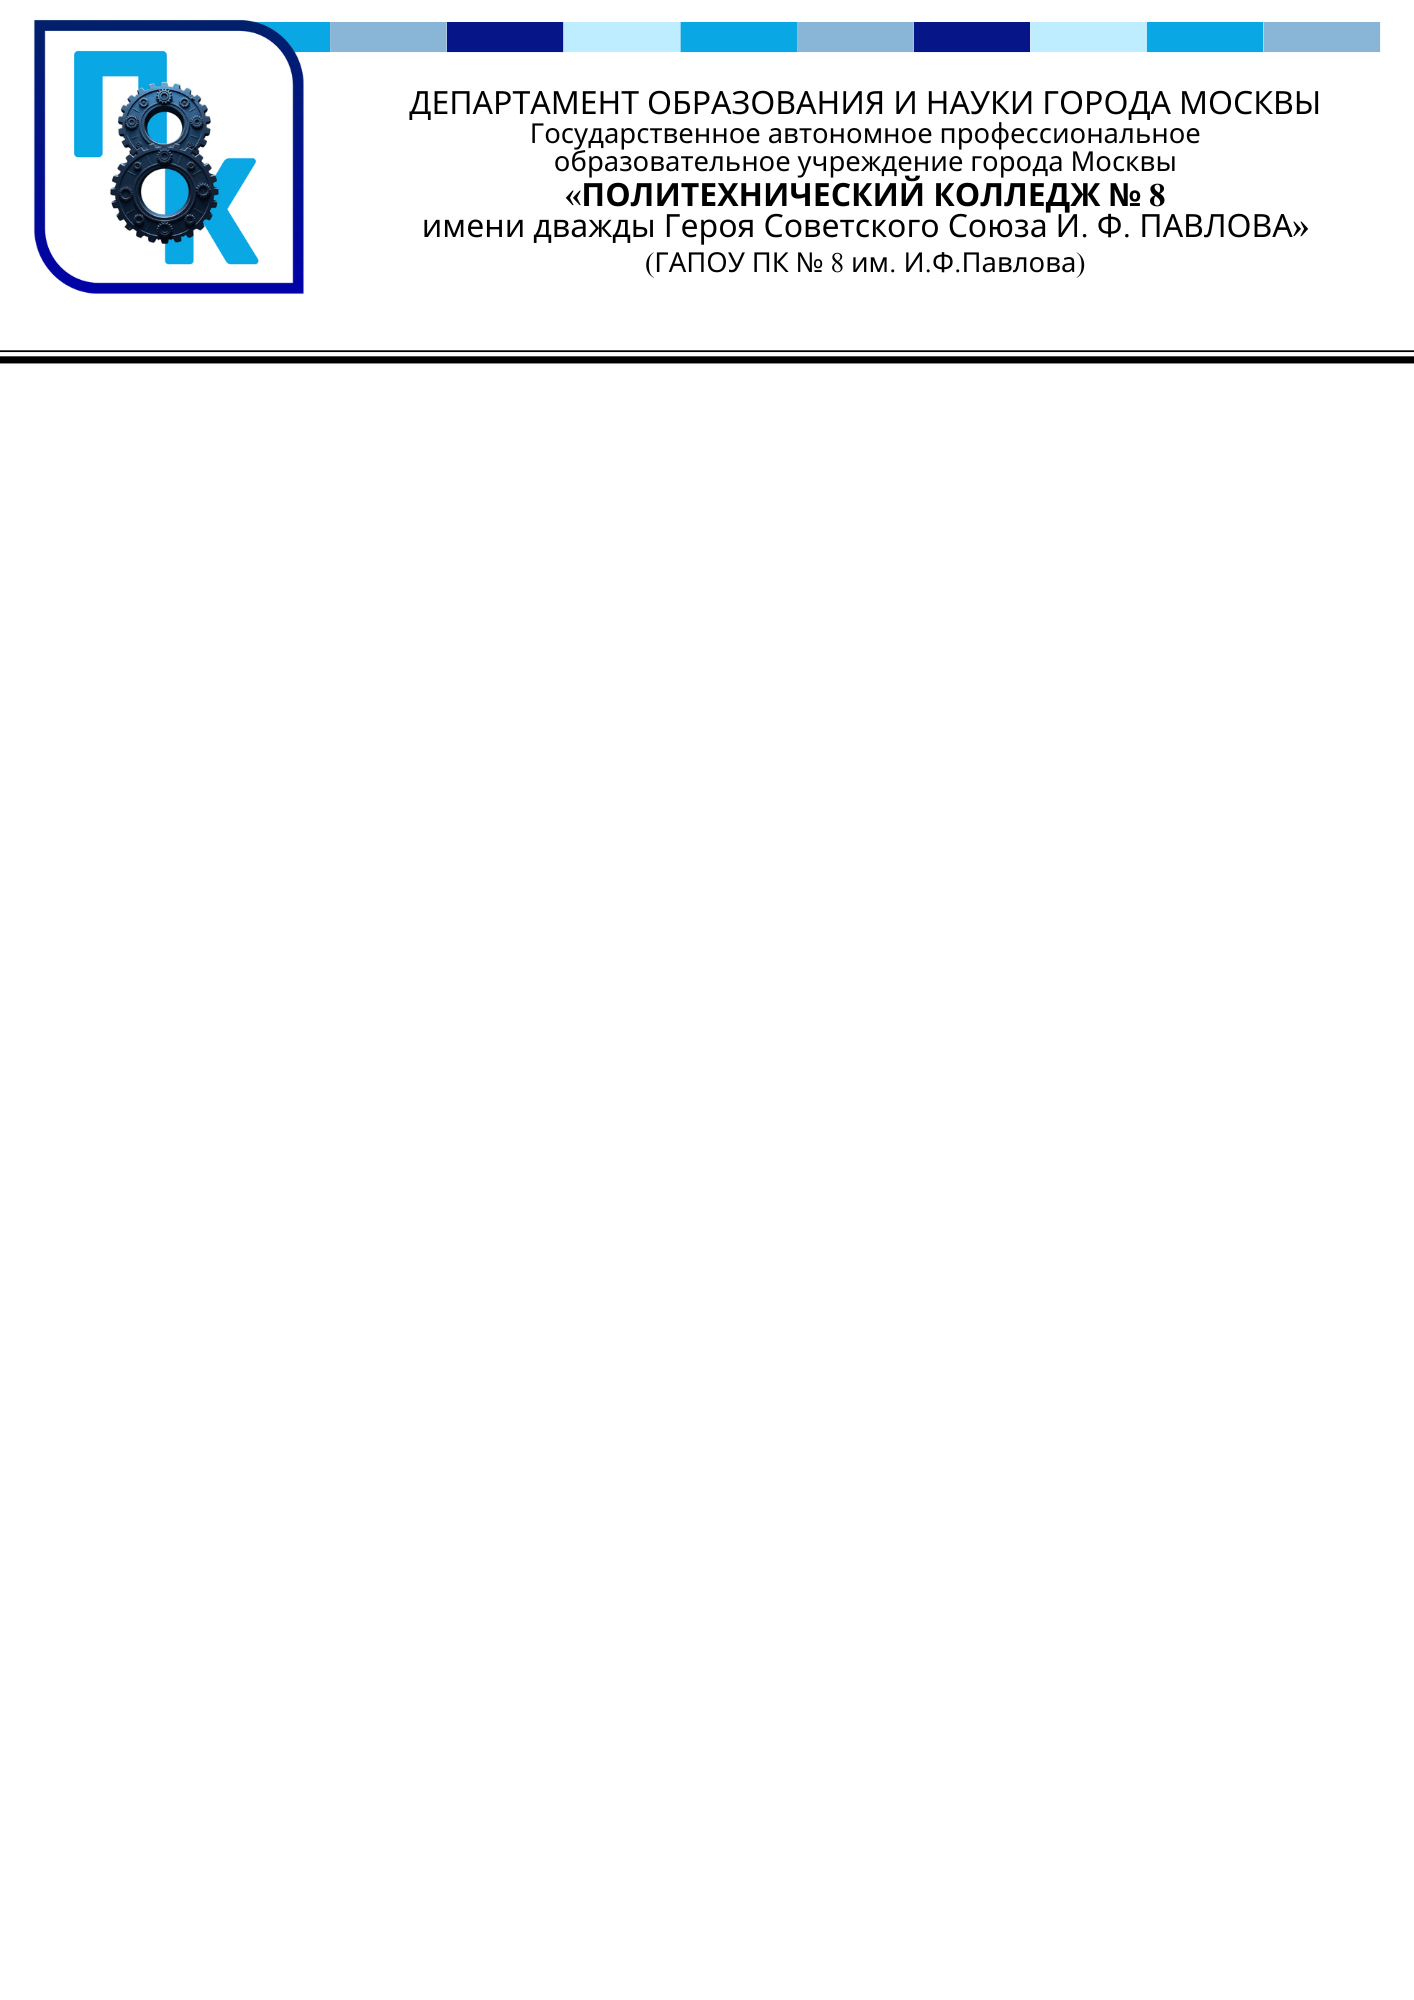 П8К
ДЕПАРТАМЕНТ ОБРАЗОВАНИЯ И НАУКИ ГОРОДА МОСКВЫ
Государственное автономное профессиональное
образовательное учреждение города Москвы
«ПОЛИТЕХНИЧЕСКИЙ КОЛЛЕДЖ № 8
имени дважды Героя Советского Союза И. Ф. ПАВЛОВА»
(ГАПОУ ПК № 8 им. И.Ф.Павлова)